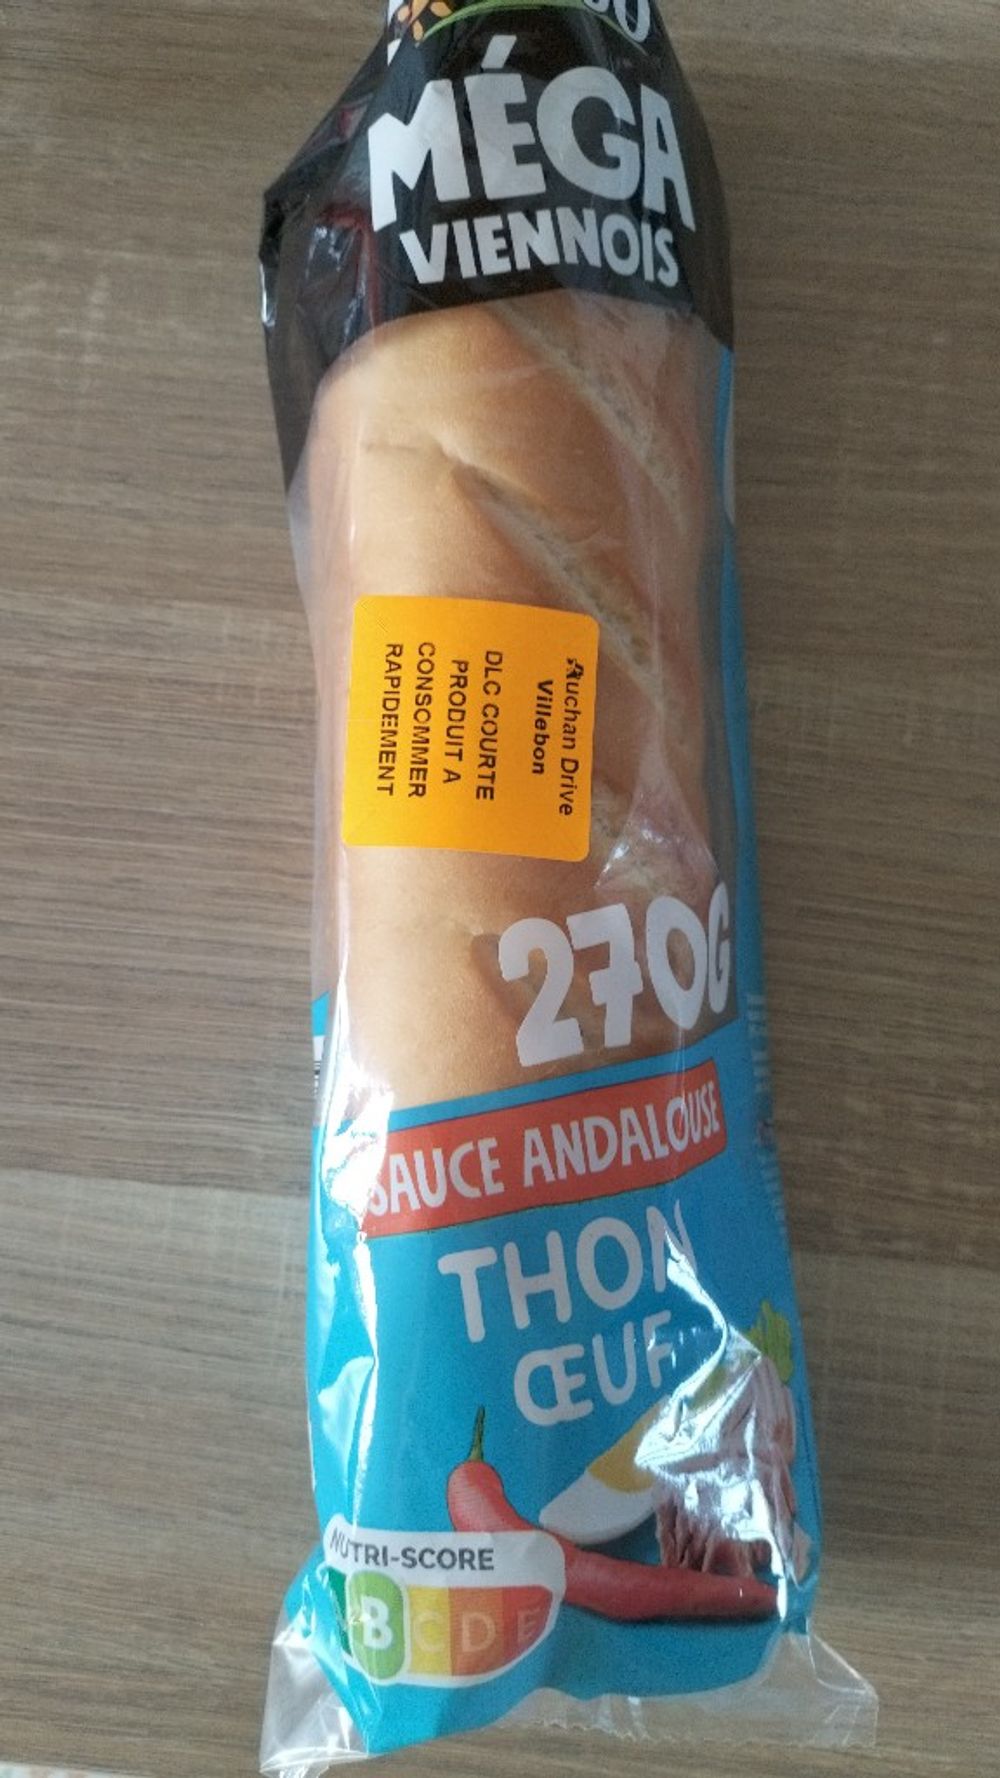 MÉGA
VIENNOIS
Auchan Drive
Villebon
DLC COURTE
PRODUIT A
CONSOMMER
RAPIDEMENT
270G
SAUCE ANDALOUSE
THON
ŒUF
NUTRI-SCORE
B C D E